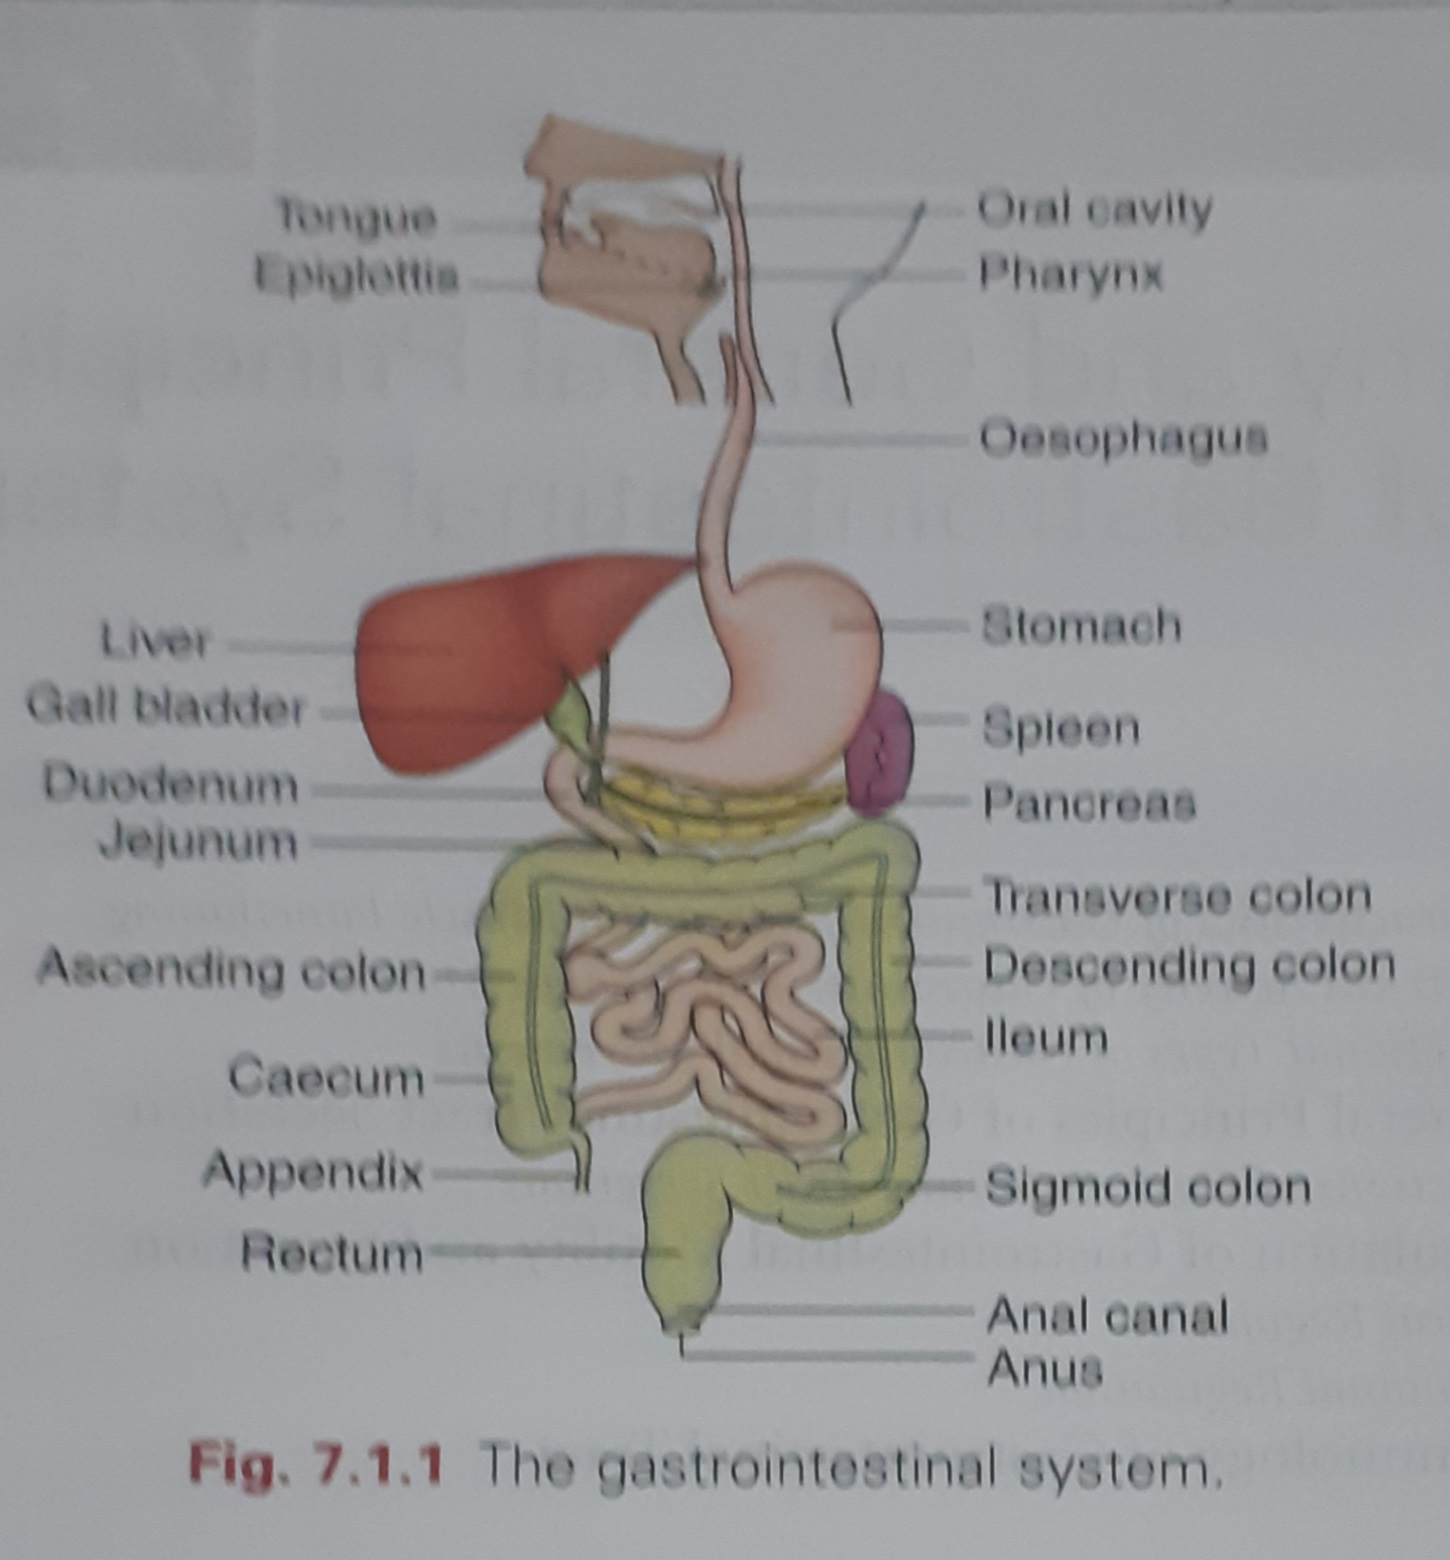 Tongue
Epiglottis
Oral cavity
Pharynx
Oesophagus
Liver
Gall bladder
Duodenum
Jejunum
Stomach
Spleen
Pancreas
Transverse colon
Ascending colon
Descending colon
Ileum
Caecum
Appendix
Sigmoid colon
Rectum
Anal canal
Anus
Fig. 7.1.1 The gastrointestinal system.